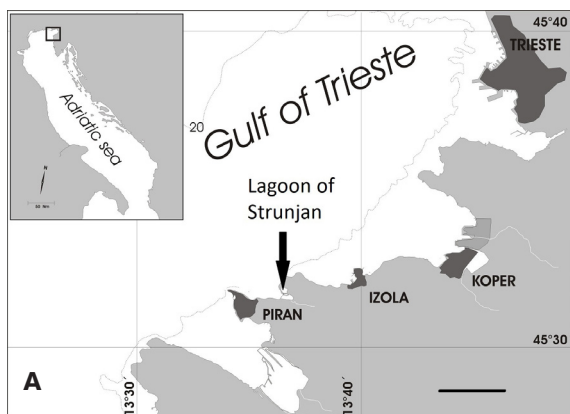 45°40
TRIESTE
Adriatic sea
N
20
Gulf of Trieste
Lagoon of
Strunjan
KOPER
IZOLA
PIRAN
45°30
A
13°30´
13°40´